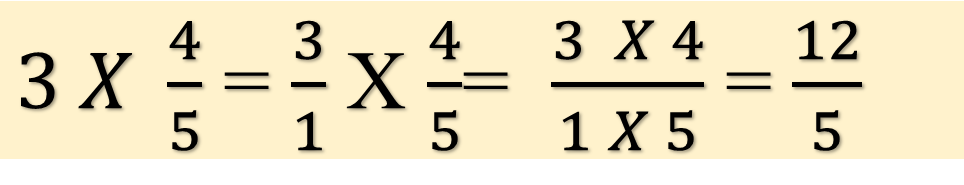 3 X 4/5 = 3/1 X 4/5 = 3 X 4/1 X 5 = 12/5